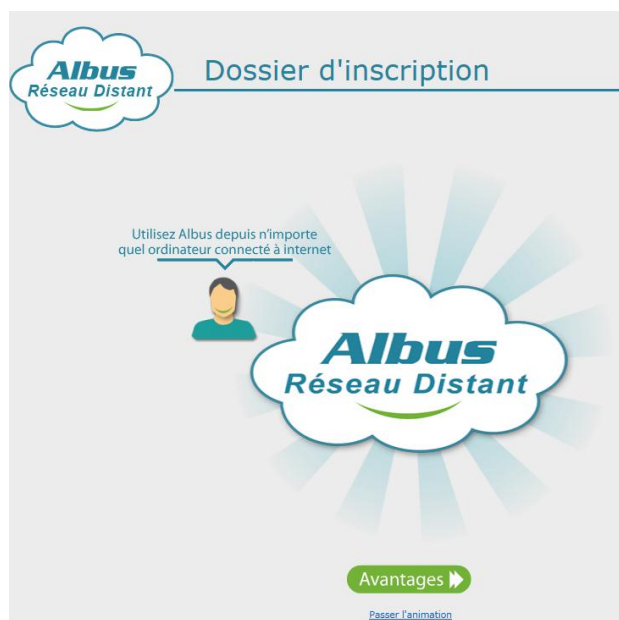 Albus
Réseau Distant
Dossier d'inscription
Utilisez Albus depuis n'importe
quel ordinateur connecté à internet
Albus
Réseau Distant
Avantages
Passer l'animation